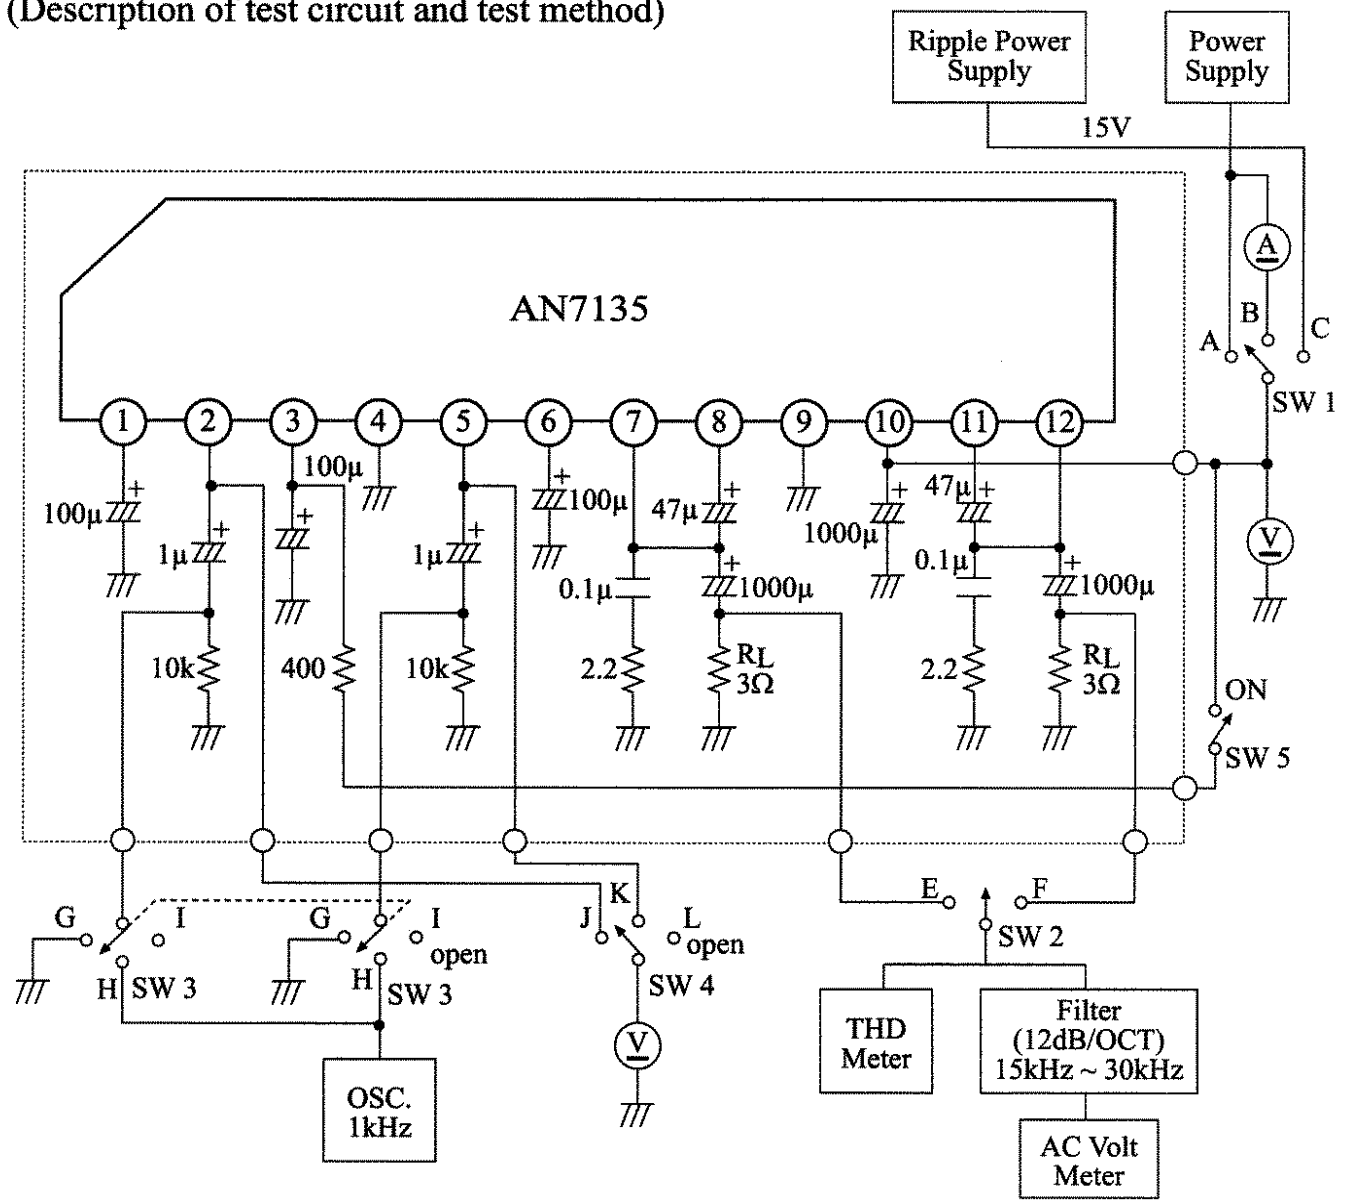 (Description of test circuit and test method)
Ripple Power
Supply
Power
Supply
15V
A
B
A
C
SW 1
AN7135
1 2 3 4 5 6 7 8 9 10 11 12
100μ
+
1μ
+
100μ
+
1μ
+
+
100μ
47μ
+
1000μ
+
47μ
+
V
0.1μ
+
1000μ
0.1μ
+
1000μ
10k
400
10k
2.2
RL
3Ω
2.2
RL
3Ω
ON
SW 5
G
I
H
SW 3
G
I
open
H
SW 3
J
K
L
open
SW 4
V
E
F
SW 2
OSC.
1kHz
THD
Meter
Filter
(12dB/OCT)
15kHz ~ 30kHz
AC Volt
Meter